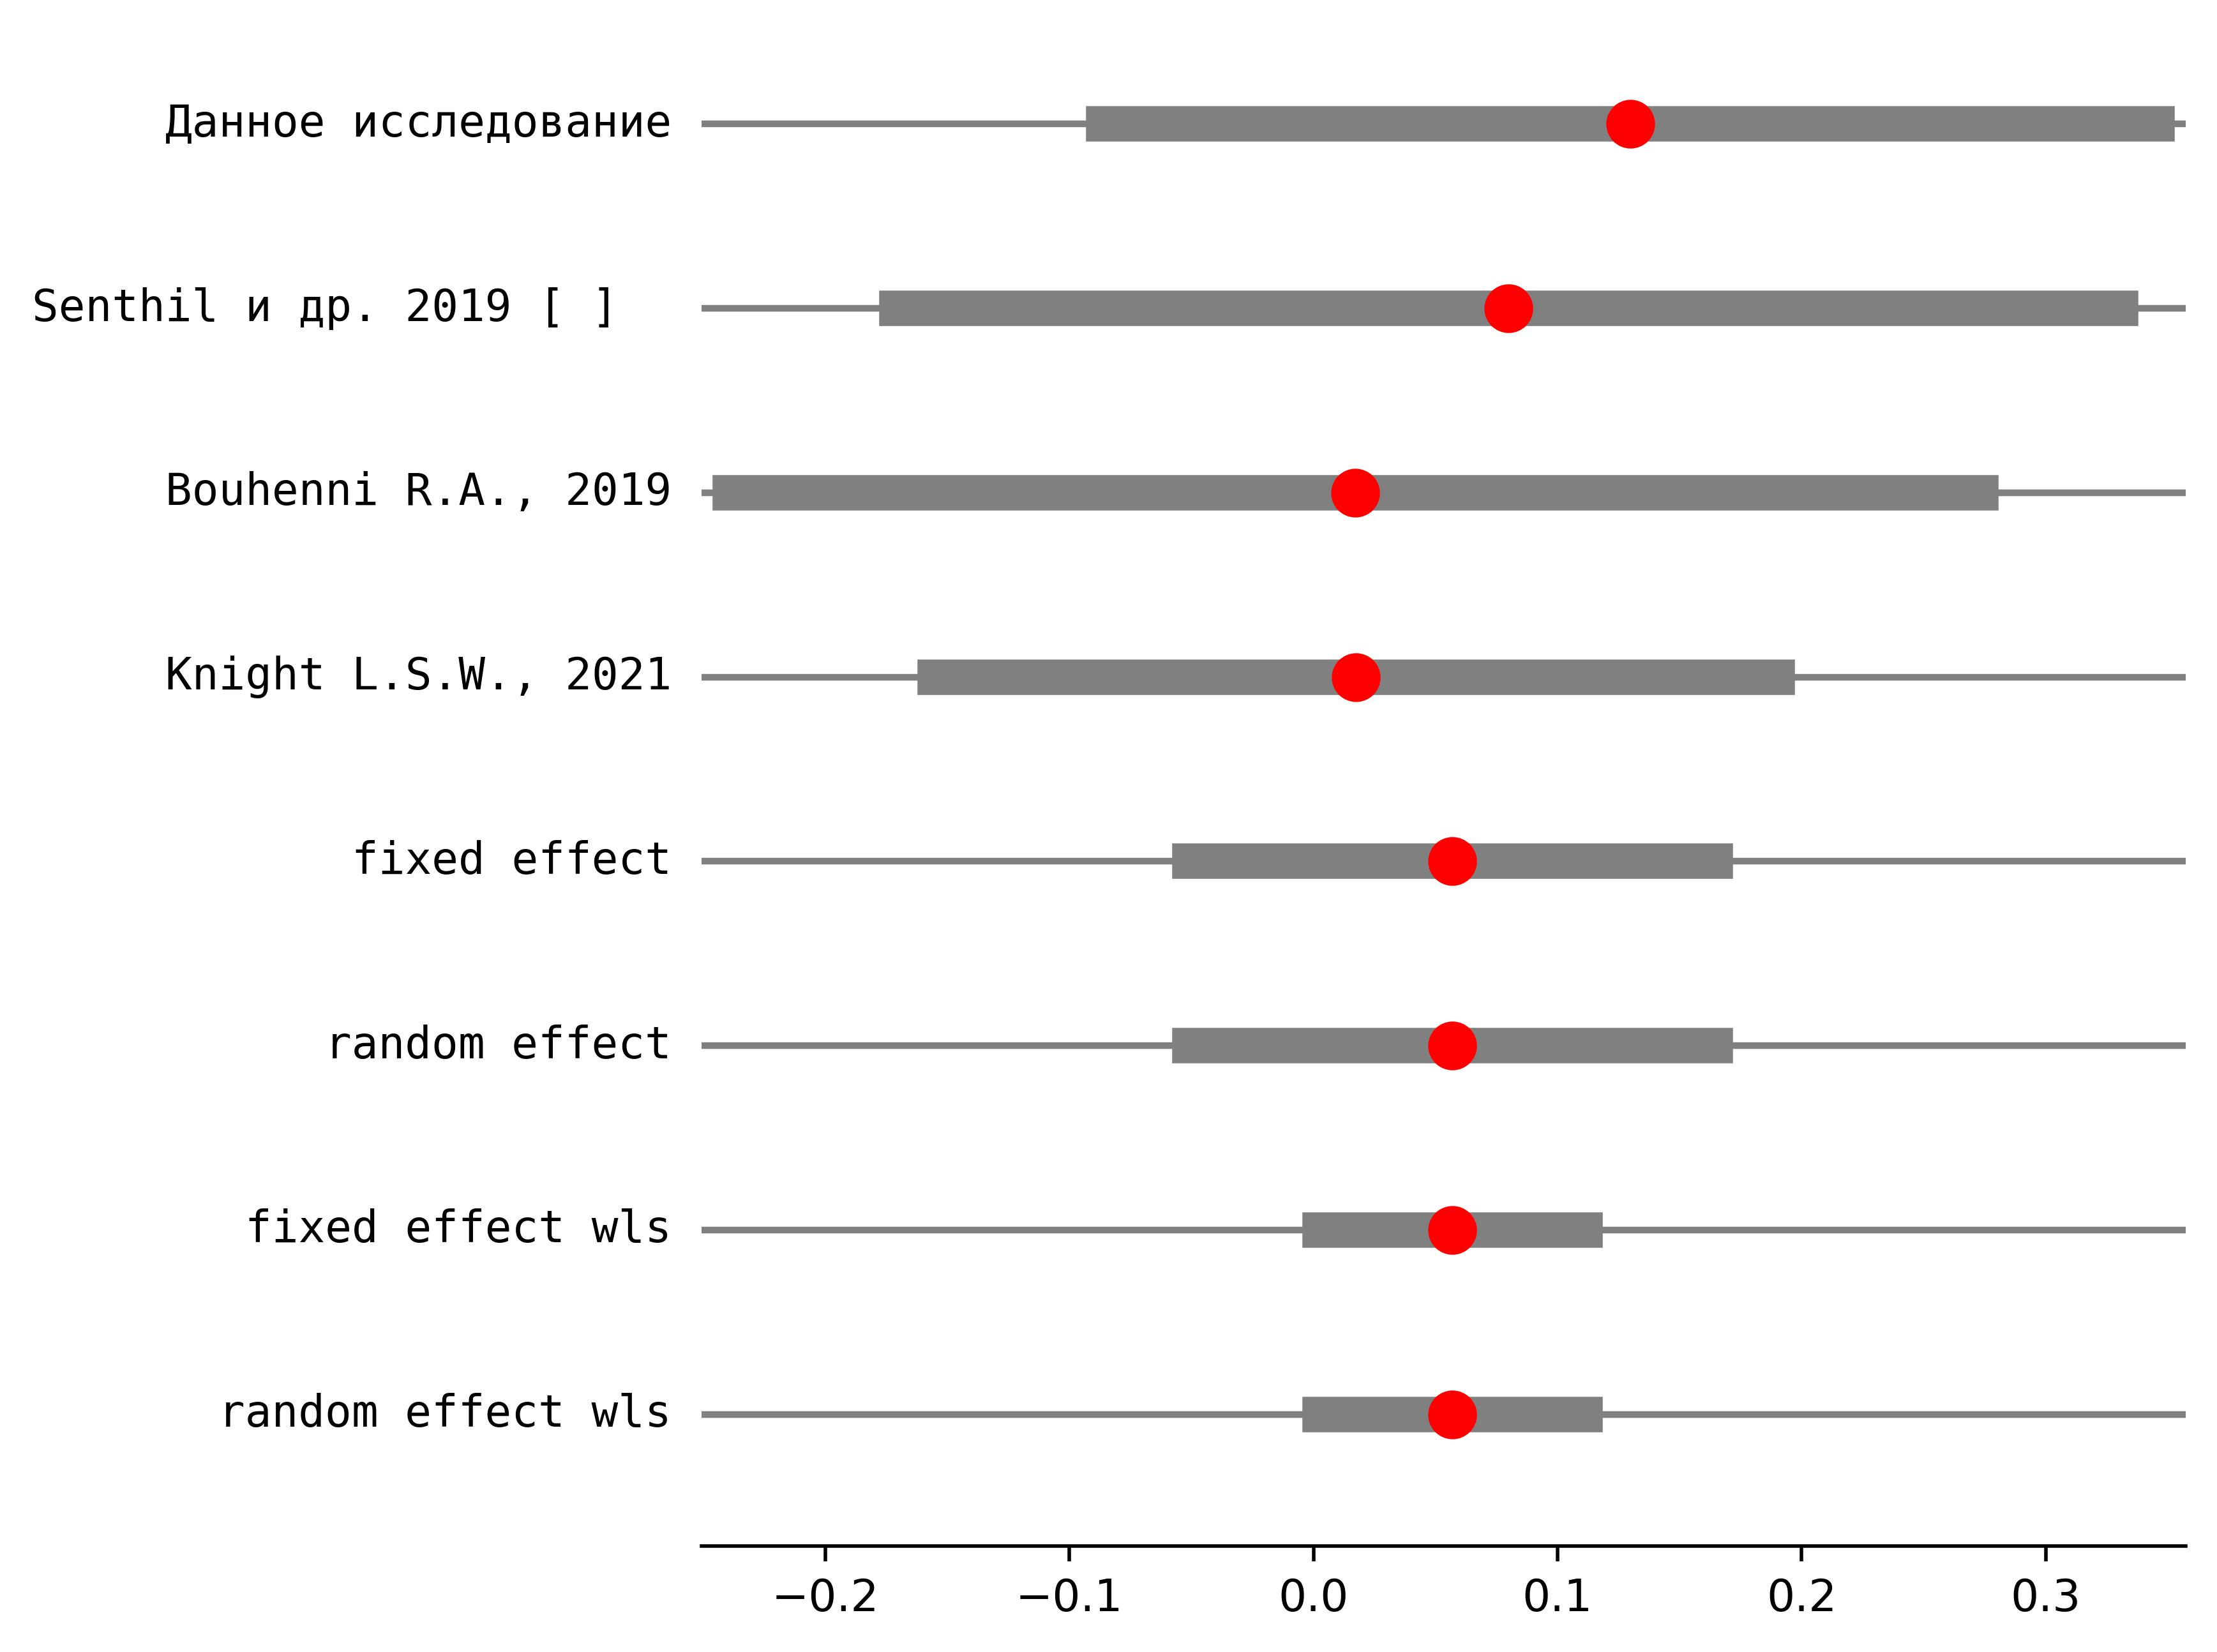 Данное исследование
Senthil и др. 2019 [ ]
Bouhenni R.A., 2019
Knight L.S.W., 2021
fixed effect
random effect
fixed effect wls
random effect wls
−0.2 −0.1 0.0 0.1 0.2 0.3